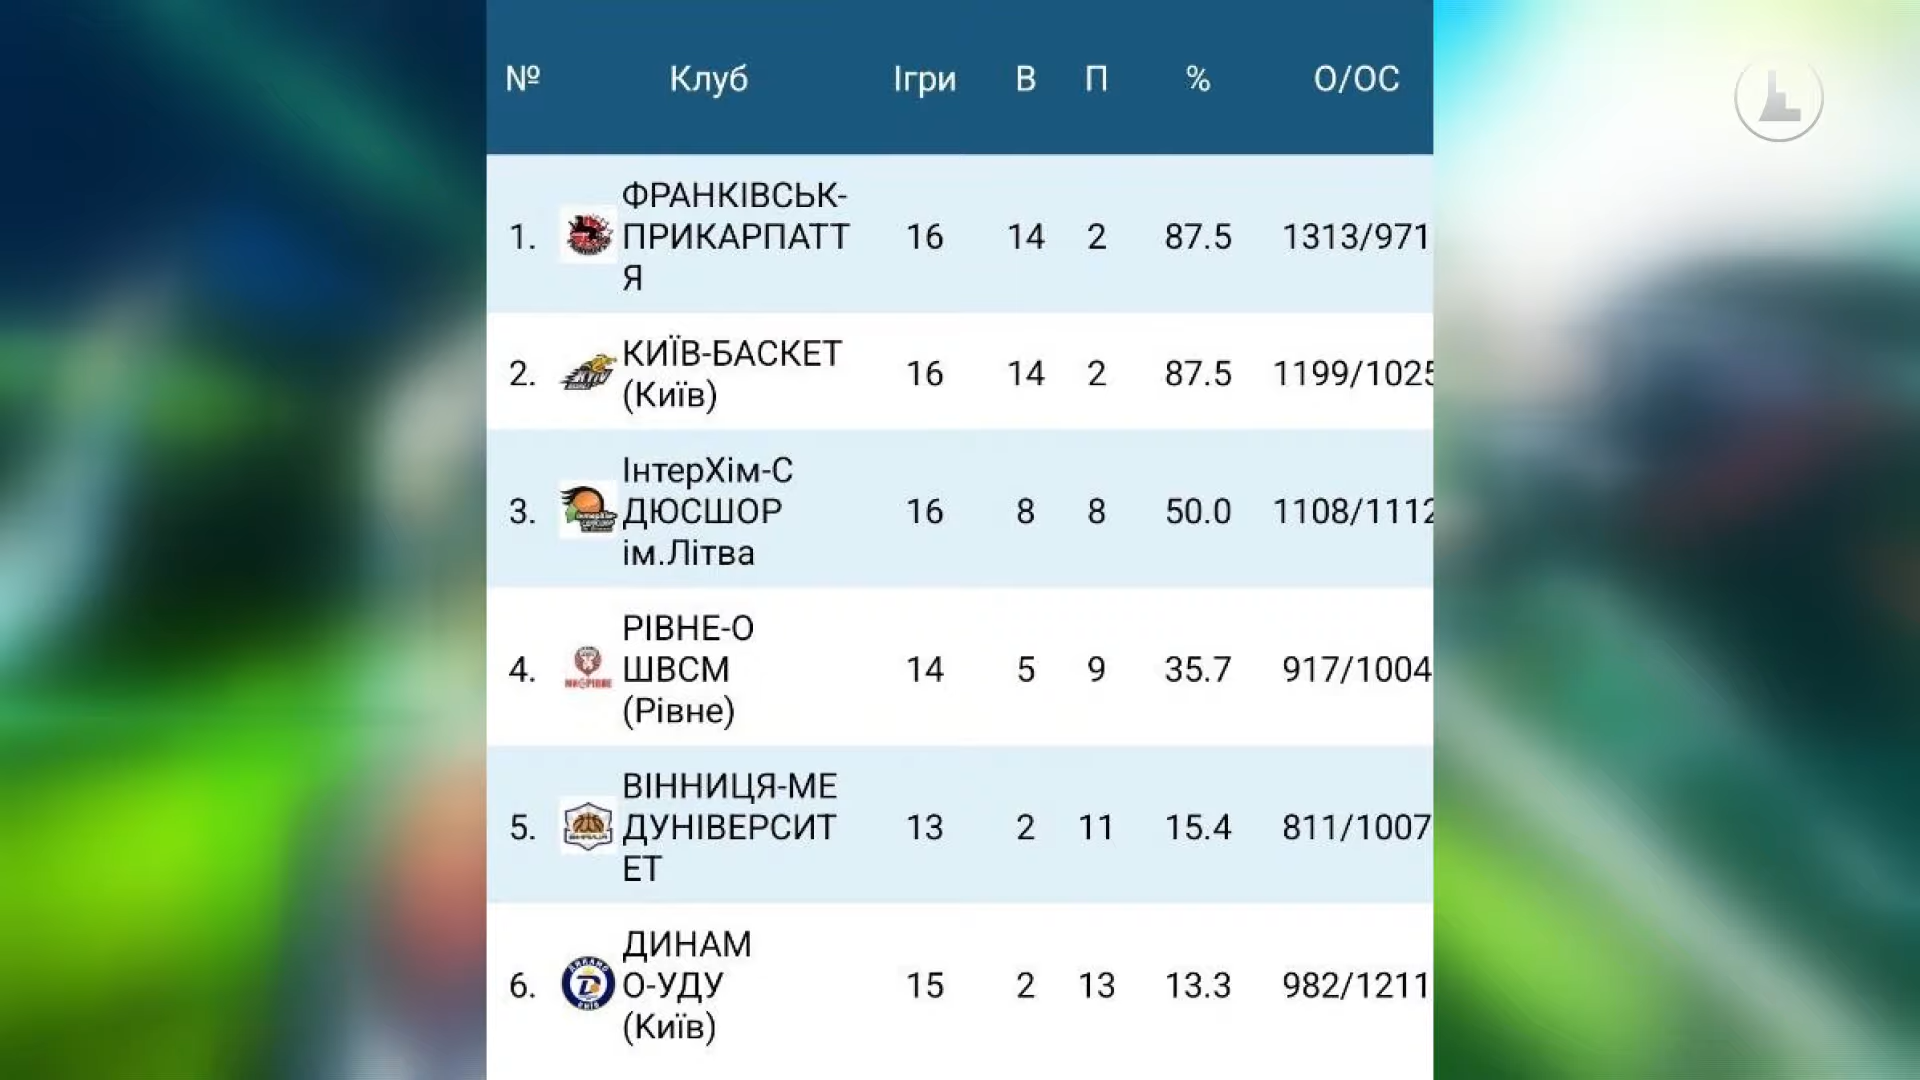 № Клуб Ігри В П % О/ОС
ФРАНКІВСЬК-
1. ПРИКАРПАТТ 16 14 2 87.5 1313/971
Я
КИЇВ-БАСКЕТ
2. 16 14 2 87.5 1199/1025
(Київ)
ІнтерХім-С
3. ДЮСШОР 16 8 8 50.0 1108/1112
ім.Літва
РІВНЕ-О
4. ШВСМ 14 5 9 35.7 917/1004
(Рівне)
ВІННИЦЯ-МЕ
5. ДУНІВЕРСИТ 13 2 11 15.4 811/1007
ЕТ
ДИНАМ
6. О-УДУ 15 2 13 13.3 982/1211
(Київ)